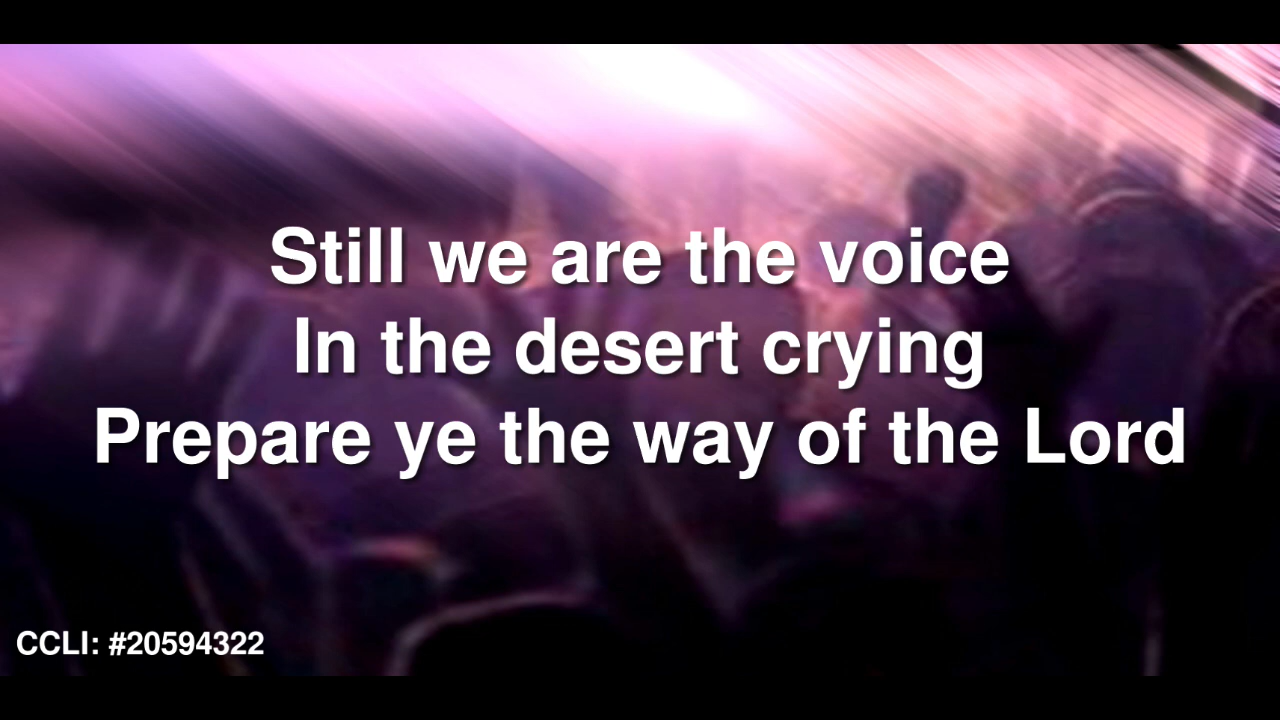 Still we are the voice
In the desert crying
Prepare ye the way of the Lord
CCLI: #20594322